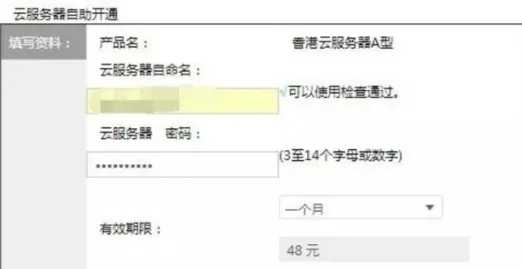 云服务器自助开通
填写资料：
产品名： 香港云服务器A型
云服务器自命名：
√可以使用检查通过。
云服务器 密码：
********** (3至14个字母或数字)
有效期限： 一个月
48 元